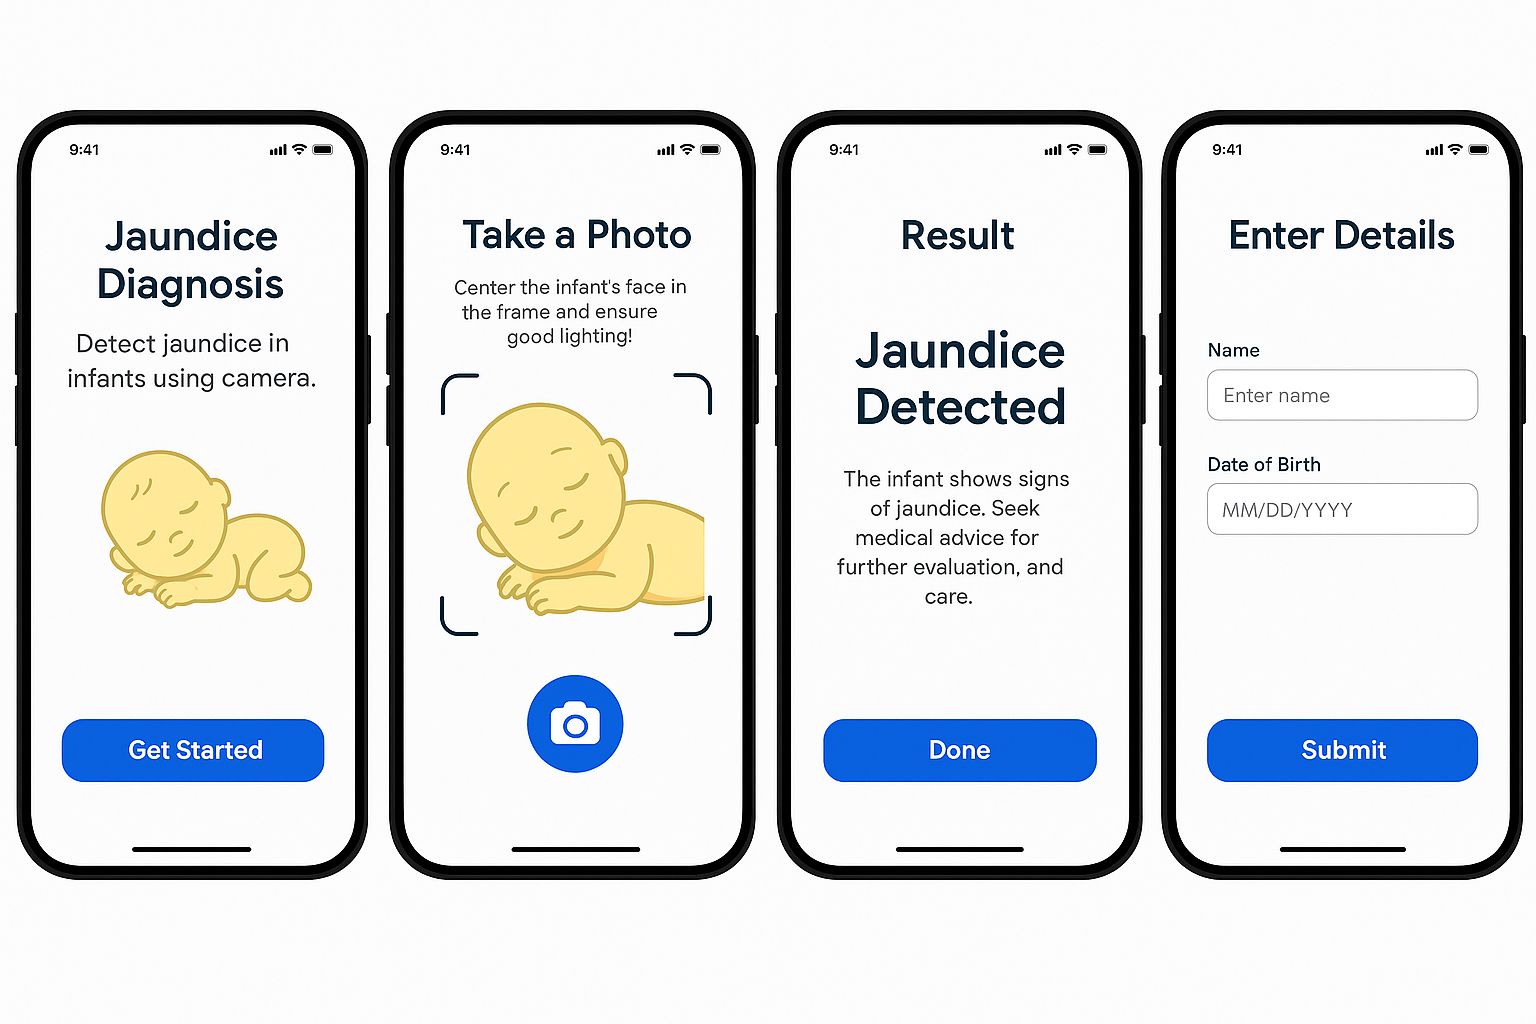 9:41
Jaundice
Diagnosis
Detect jaundice in
infants using camera.
Get Started
9:41
Take a Photo
Center the infant's face in
the frame and ensure
good lighting!
9:41
Result
Jaundice
Detected
The infant shows signs
of jaundice. Seek
medical advice for
further evaluation, and
care.
Done
9:41
Enter Details
Name
Enter name
Date of Birth
MM/DD/YYYY
Submit